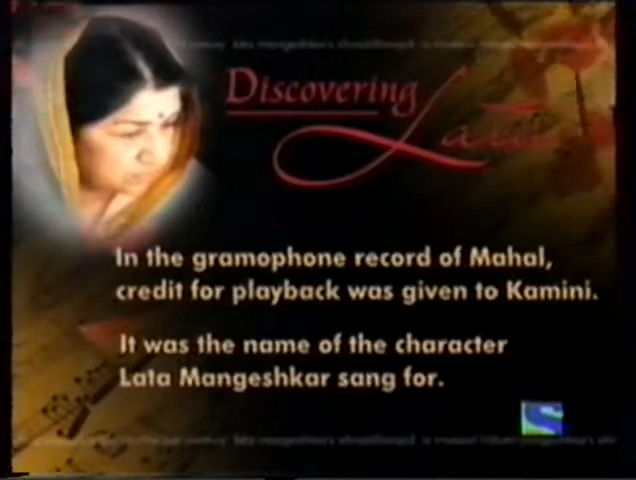 Discovering
Lata
In the gramophone record of Mahal,
credit for playback was given to Kamini.
It was the name of the character
Lata Mangeshkar sang for.